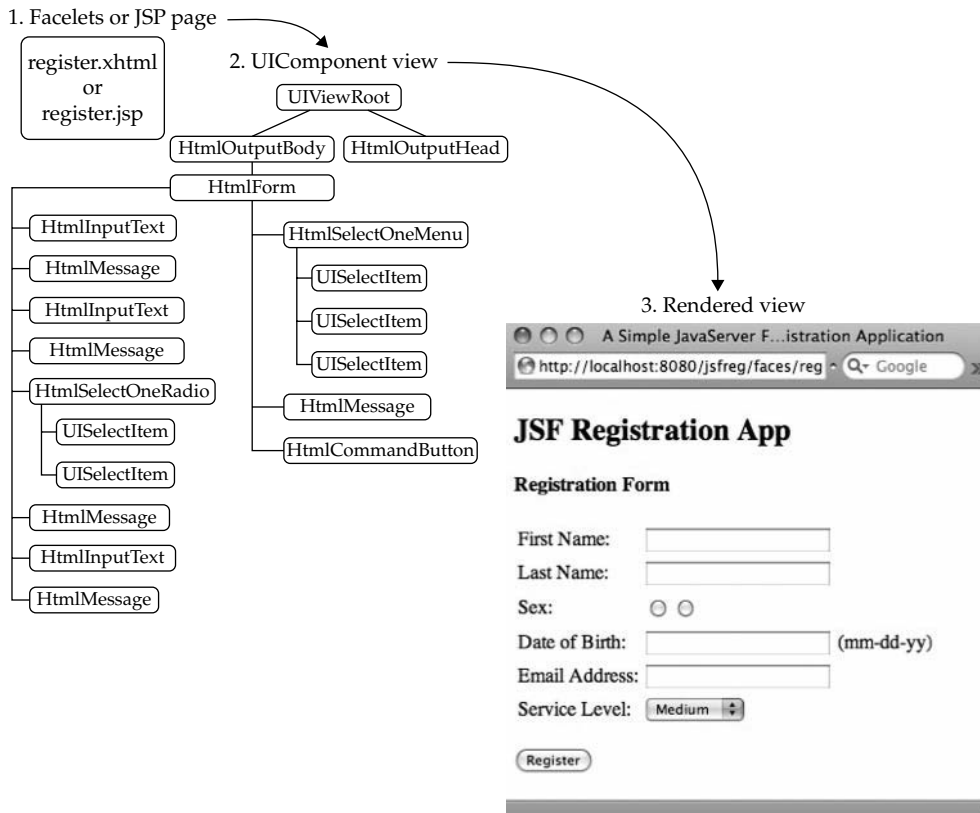 1. Facelets or JSP page
register.xhtml
or
register.jsp
2. UIComponent view
UIViewRoot
HtmlOutputBody
HtmlOutputHead
HtmlForm
HtmlInputText
HtmlMessage
HtmlInputText
HtmlMessage
HtmlSelectOneRadio
UISelectItem
UISelectItem
HtmlMessage
HtmlInputText
HtmlMessage
HtmlSelectOneMenu
UISelectItem
UISelectItem
UISelectItem
HtmlMessage
HtmlCommandButton
3. Rendered view
A Simple JavaServer F...istration Application
http://localhost:8080/jsfreg/faces/reg
Google
JSF Registration App
Registration Form
First Name:
Last Name:
Sex:
Date of Birth: (mm-dd-yy)
Email Address:
Service Level: Medium
Register